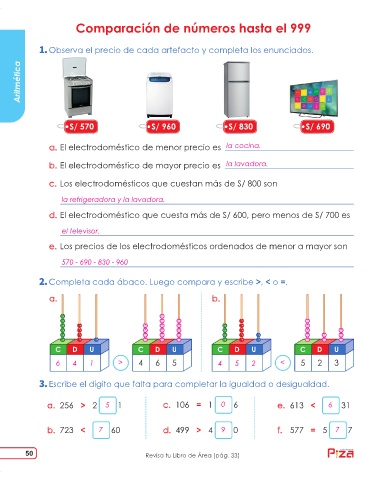 Comparación de números hasta el 999
Aritmética
1. Observa el precio de cada artefacto y completa los enunciados.
S/ 570 S/ 960 S/ 830 S/ 690
a. El electrodoméstico de menor precio es la cocina.
b. El electrodoméstico de mayor precio es la lavadora.
c. Los electrodomésticos que cuestan más de S/ 800 son
la refrigeradora y la lavadora.
d. El electrodoméstico que cuesta más de S/ 600, pero menos de S/ 700 es
el televisor.
e. Los precios de los electrodomésticos ordenados de menor a mayor son
570 - 690 - 830 - 960
2. Completa cada ábaco. Luego compara y escribe >, < o =.
a. b.
C D U C D U C D U C D U
6 4 1 > 4 6 5 4 5 2 < 5 2 3
3. Escribe el dígito que falta para completar la igualdad o desigualdad.
a. 256 > 2 5 1 c. 106 = 1 0 6 e. 613 < 6 31
b. 723 < 7 60 d. 499 > 4 9 0 f. 577 = 5 7 7
50 Revisa tu Libro de Área (pág. 33) Piza